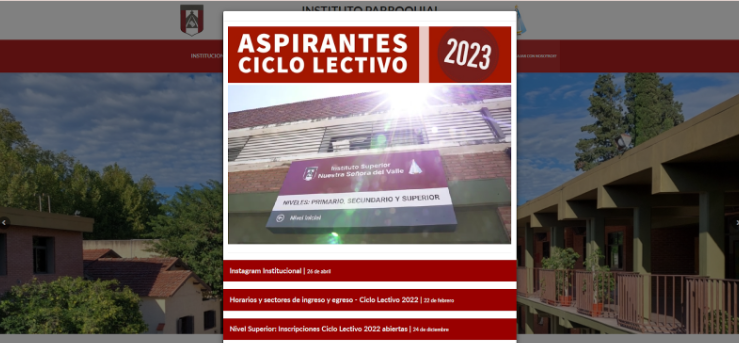 INSTITUTO PARROQUIAL
INSTITUCION
ASPIRANTES
CICLO LECTIVO
2023
Instituto Superior
Nuestra Señora del Valle
NIVELES: PRIMARIO, SECUNDARIO Y SUPERIOR
Nivel Inicial
Instagram Institucional | 26 de abril
Horarios y sectores de ingreso y egreso - Ciclo Lectivo 2022 | 22 de febrero
Nivel Superior: Inscripciones Ciclo Lectivo 2022 abiertas | 24 de diciembre